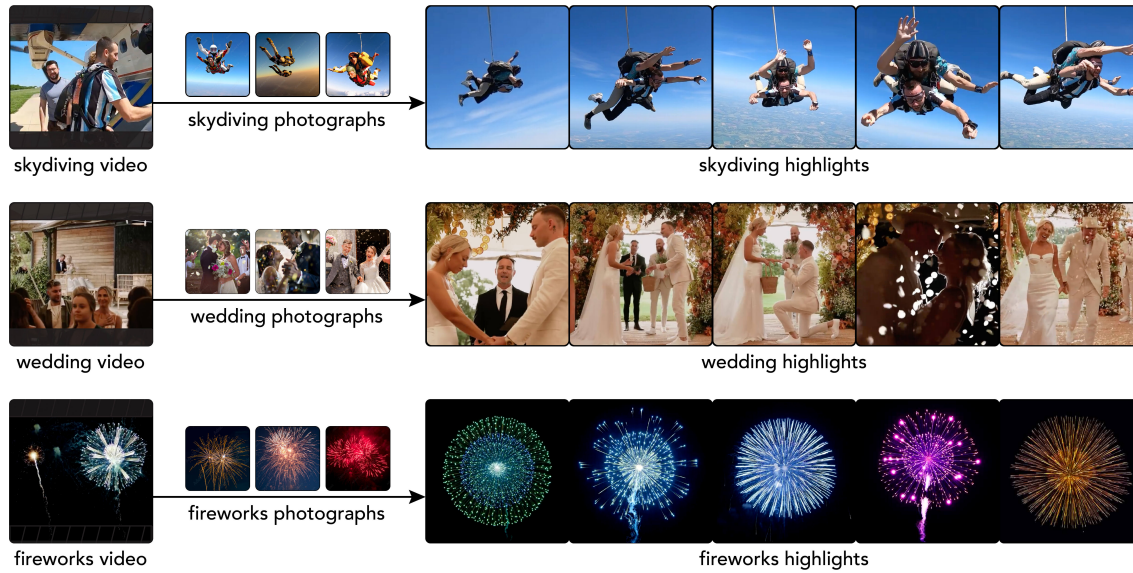 skydiving photographs
skydiving video
skydiving highlights
wedding photographs
wedding video
wedding highlights
fireworks photographs
fireworks video
fireworks highlights